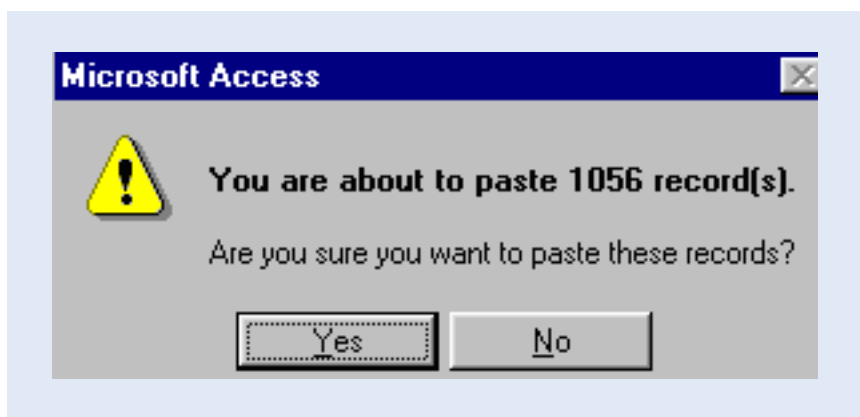 Microsoft Access
You are about to paste 1056 record(s).
Are you sure you want to paste these records?
Yes No